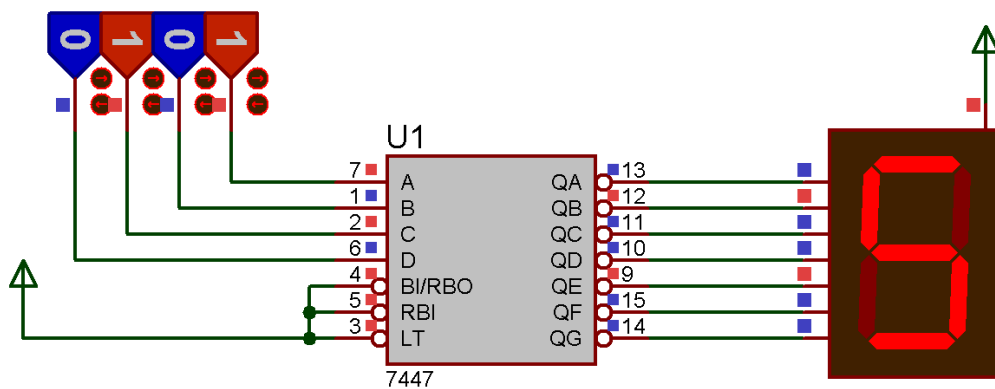 0 1 0 1
U1
7 A QA 13
1 B QB 12
2 C QC 11
6 D QD 10
4 BI/RBO QE 9
5 RBI QF 15
3 LT QG 14
7447